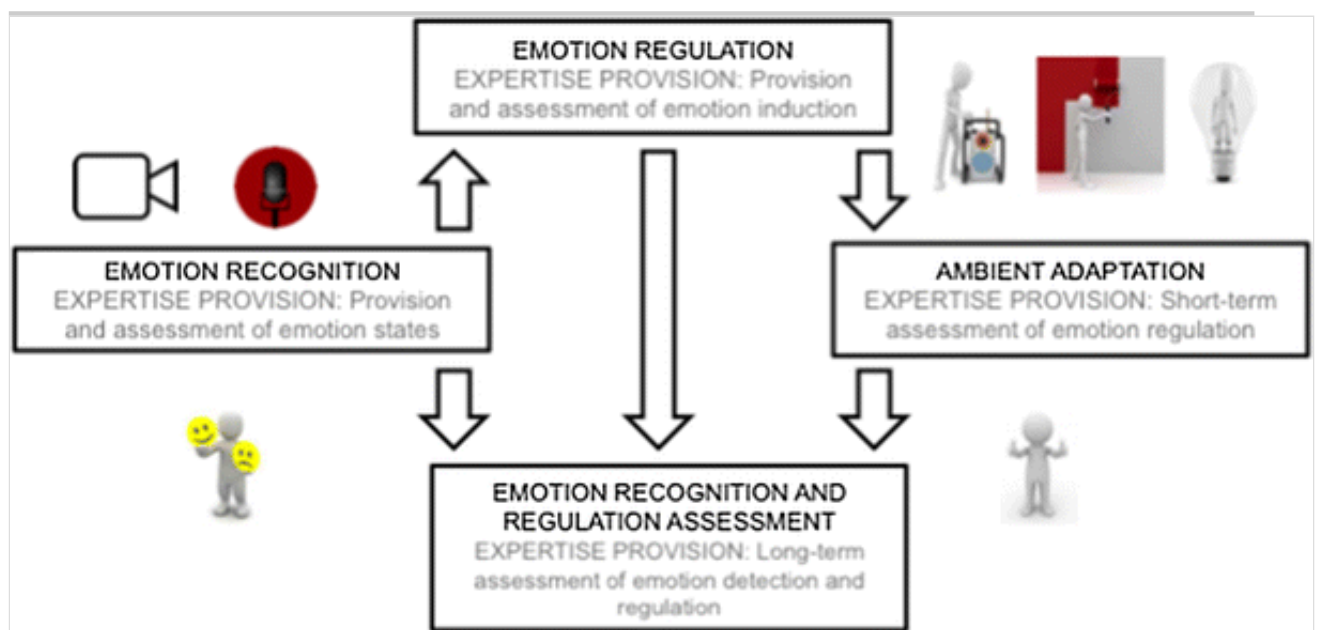 EMOTION REGULATION
EXPERTISE PROVISION: Provision
and assessment of emotion induction
EMOTION RECOGNITION
EXPERTISE PROVISION: Provision
and assessment of emotion states
AMBIENT ADAPTATION
EXPERTISE PROVISION: Short-term
assessment of emotion regulation
EMOTION RECOGNITION AND
REGULATION ASSESSMENT
EXPERTISE PROVISION: Long-term
assessment of emotion detection and
regulation